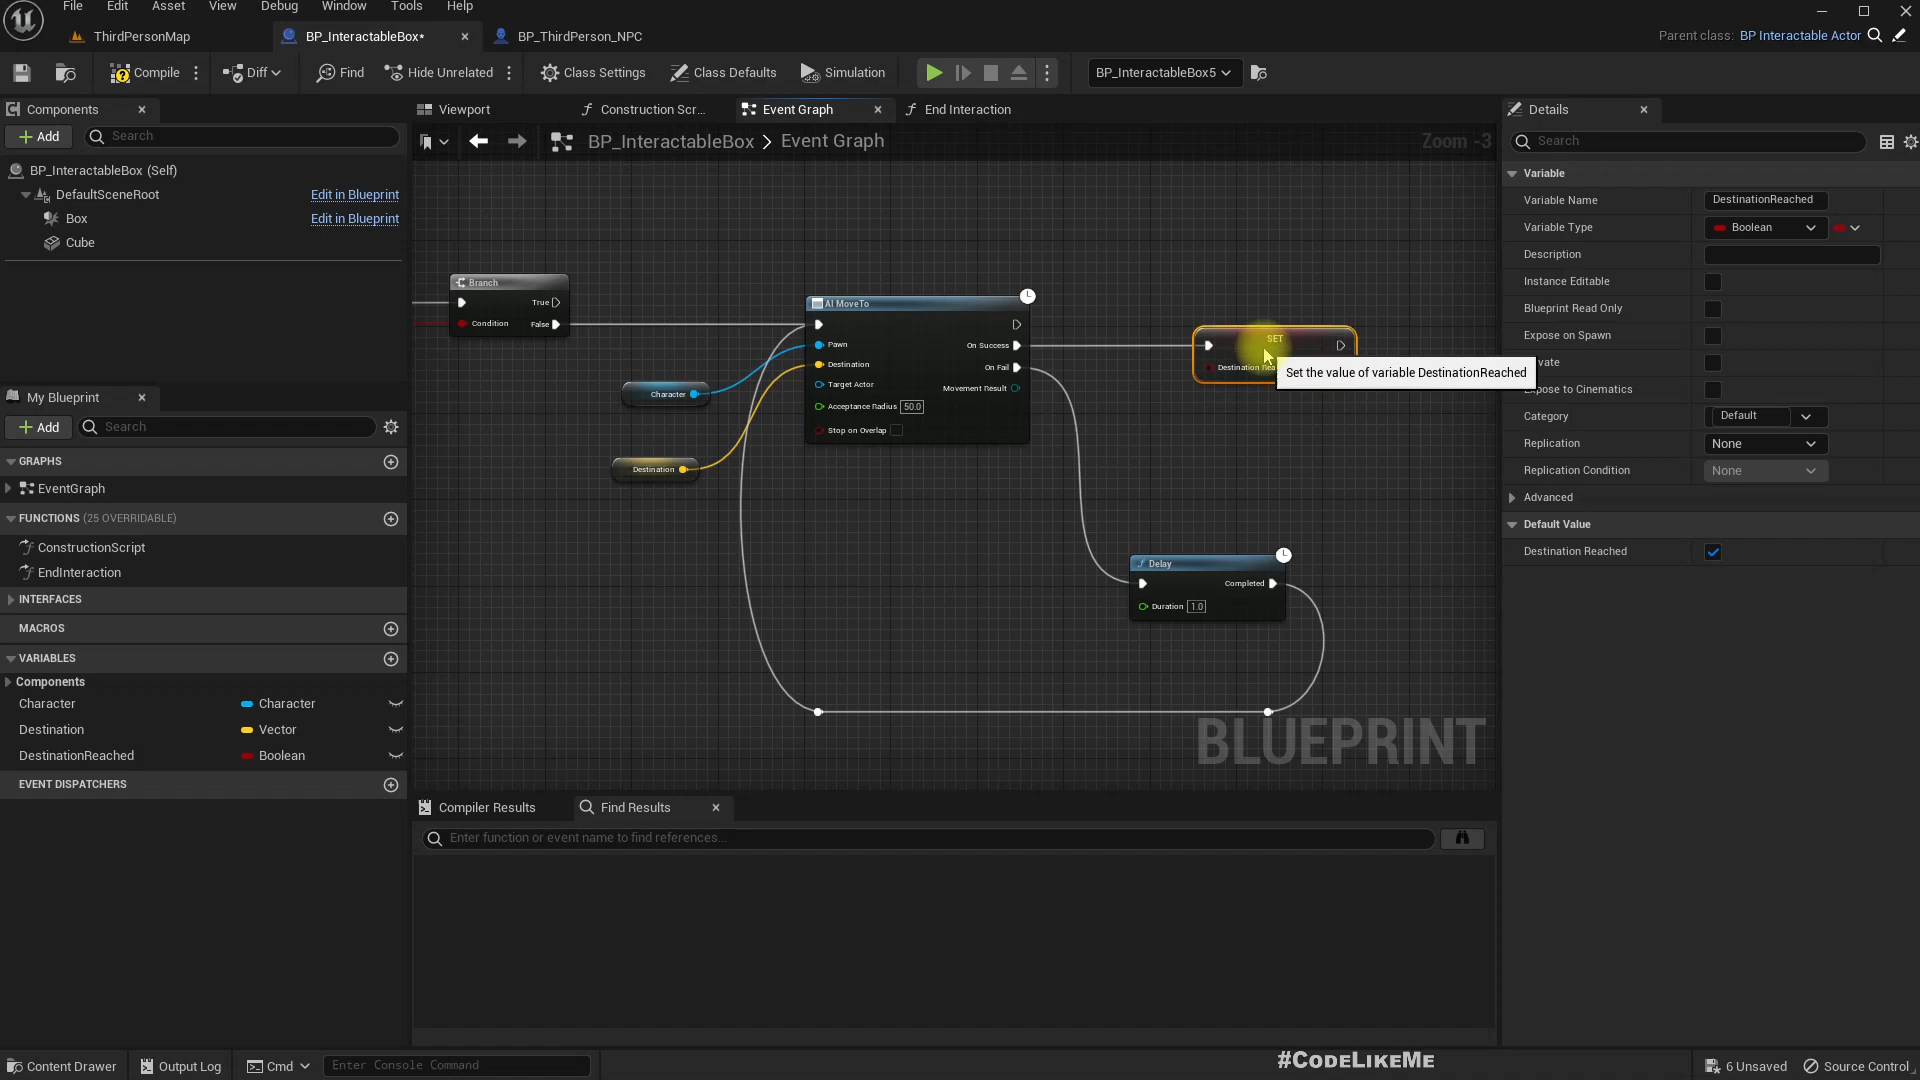 File Edit Asset View Debug Window Tools Help
ThirdPersonMap BP_InteractableBox* BP_ThirdPerson_NPC Parent class: BP Interactable Actor
Compile Diff Find Hide Unrelated Class Settings Class Defaults Simulation BP_InteractableBox5
Components Viewport Construction Scr... Event Graph End Interaction Details
Add Search BP_InteractableBox > Event Graph Zoom -3 Search
BP_InteractableBox (Self)
DefaultSceneRoot Edit in Blueprint
Box Edit in Blueprint
Cube
My Blueprint
Add Search
GRAPHS
EventGraph
FUNCTIONS (25 OVERRIDABLE)
ConstructionScript
EndInteraction
INTERFACES
MACROS
VARIABLES
Components
Character Character
Destination Vector
DestinationReached Boolean
EVENT DISPATCHERS
Branch
True
Condition False
Character
Destination
AI MoveTo
Pawn On Success
Destination On Fail
Target Actor Movement Result
Acceptance Radius 50.0
Stop on Overlap
SET
Destination
Set the value of variable DestinationReached
Delay
Completed
Duration 1.0
BLUEPRINT
Variable
Variable Name DestinationReached
Variable Type Boolean
Description
Instance Editable
Blueprint Read Only
Expose on Spawn
Category Default
Replication None
Replication Condition None
Advanced
Default Value
Destination Reached
Compiler Results Find Results
Enter function or event name to find references...
#CODELIKEME
Content Drawer Output Log Cmd Enter Console Command 6 Unsaved Source Control